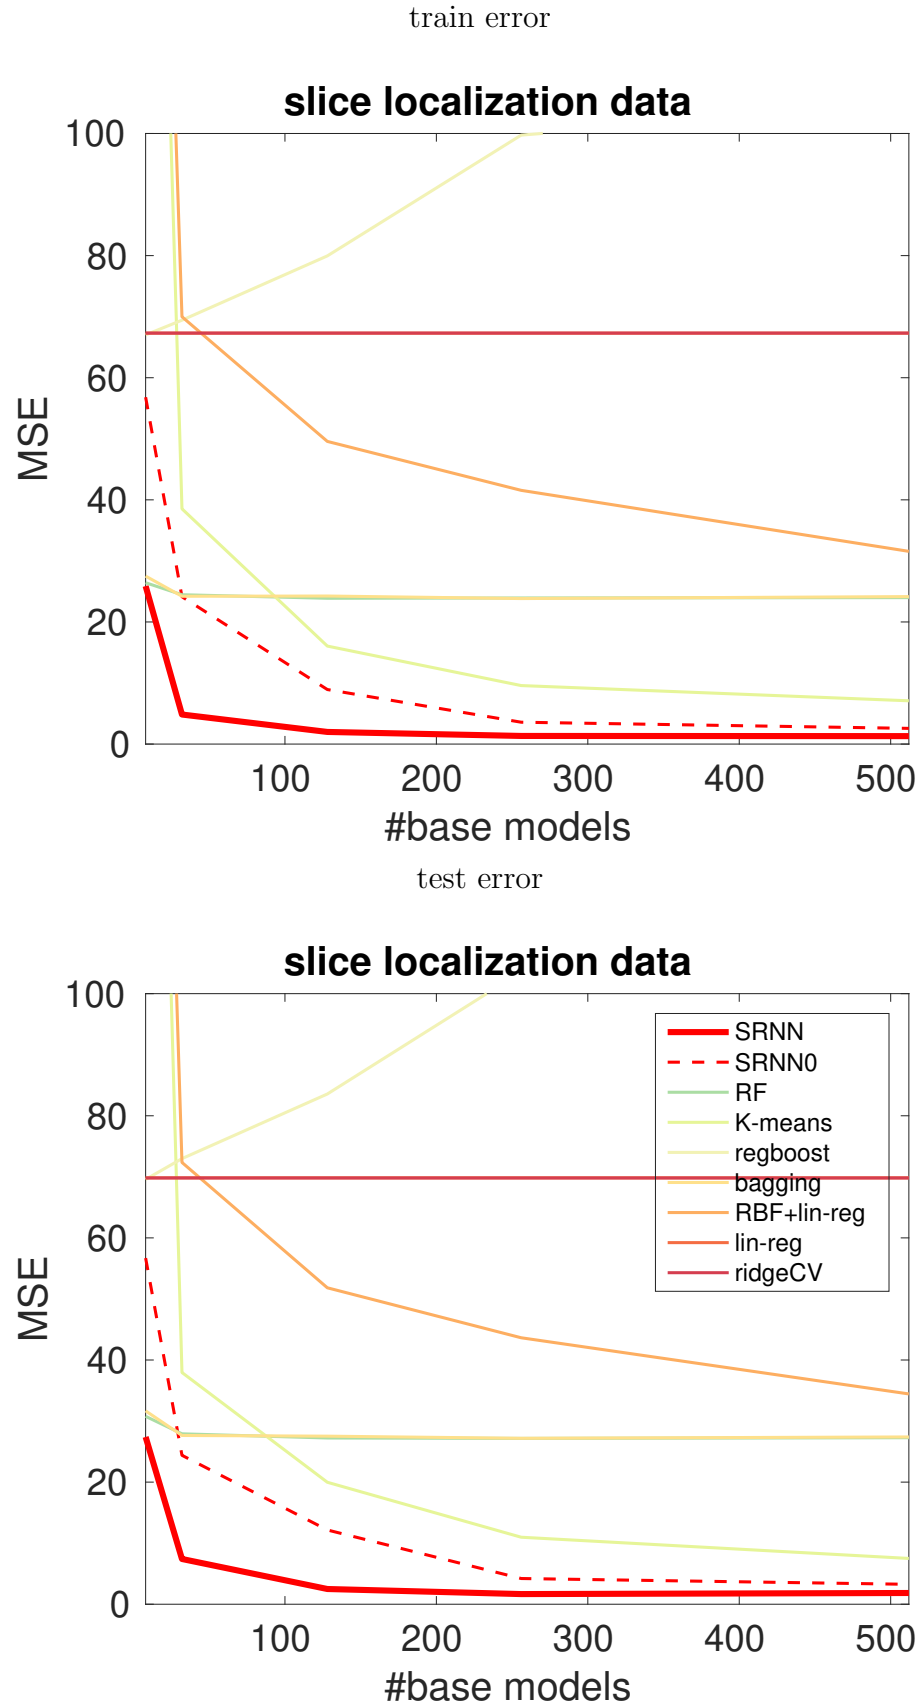 train error
slice localization data
100
80
60
40
20
0
MSE
100 200 300 400 500
#base models
test error
slice localization data
100
80
60
40
20
0
MSE
SRNN
SRNN0
RF
K-means
regboost
bagging
RBF+lin-reg
lin-reg
ridgeCV
100 200 300 400 500
#base models